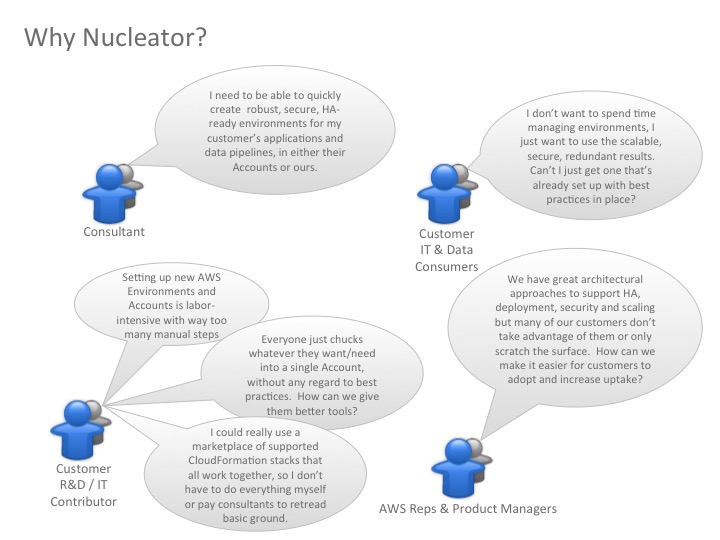 Why Nucleator?
I need to be able to quickly
create  robust, secure, HA-
ready environments for my
customer's applications and
data pipelines, in either their
Accounts or ours.
Consultant
I don't want to spend time
managing environments, I
just want to use the scalable,
secure, redundant results.
Can't I just get one that's
already set up with best
practices in place?
Customer
IT & Data
Consumers
Setting up new AWS
Environments and
Accounts is labor-
intensive with way too
many manual steps
Everyone just chucks
whatever they want/need
into a single Account,
without any regard to best
practices.  How can we give
them better tools?
I could really use a
marketplace of supported
CloudFormation stacks that
all work together, so I don't
have to do everything myself
or pay consultants to retread
basic ground.
Customer
R&D / IT
Contributor
We have great architectural
approaches to support HA,
deployment, security and scaling
but many of our customers don't
take advantage of them or only
scratch the surface.  How can we
make it easier for customers to
adopt and increase uptake?
AWS Reps & Product Managers